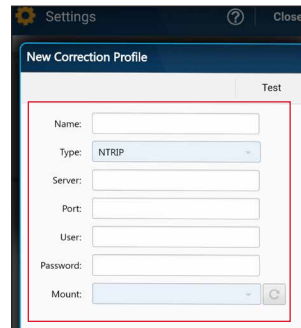 Settings
Close
New Correction Profile
Test
Name:
Type: NTRIP
Server:
Port:
User:
Password:
Mount: